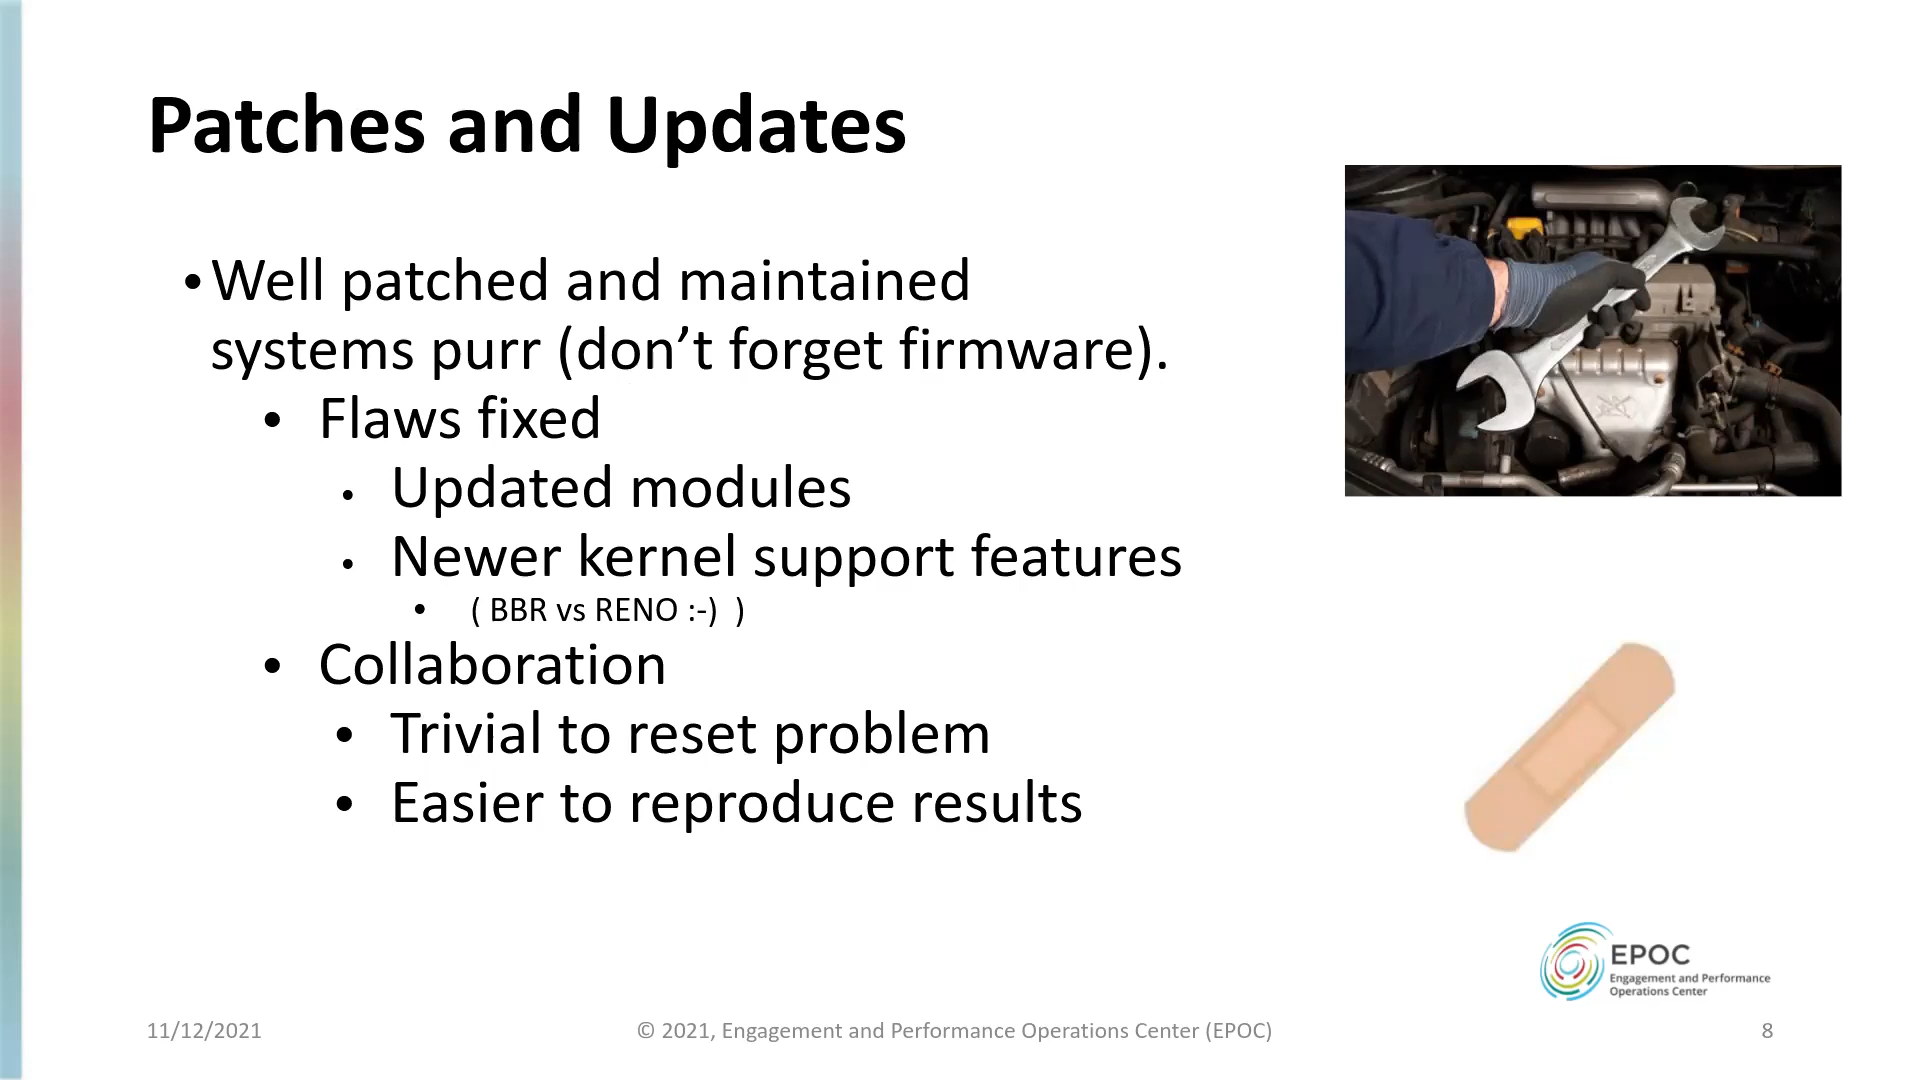 Patches and Updates
• Well patched and maintained
systems purr (don’t forget firmware).
• Flaws fixed
• Updated modules
• Newer kernel support features
• ( BBR vs RENO :-) )
• Collaboration
• Trivial to reset problem
• Easier to reproduce results
EPOC
Engagement and Performance
Operations Center
11/12/2021
© 2021, Engagement and Performance Operations Center (EPOC)
8